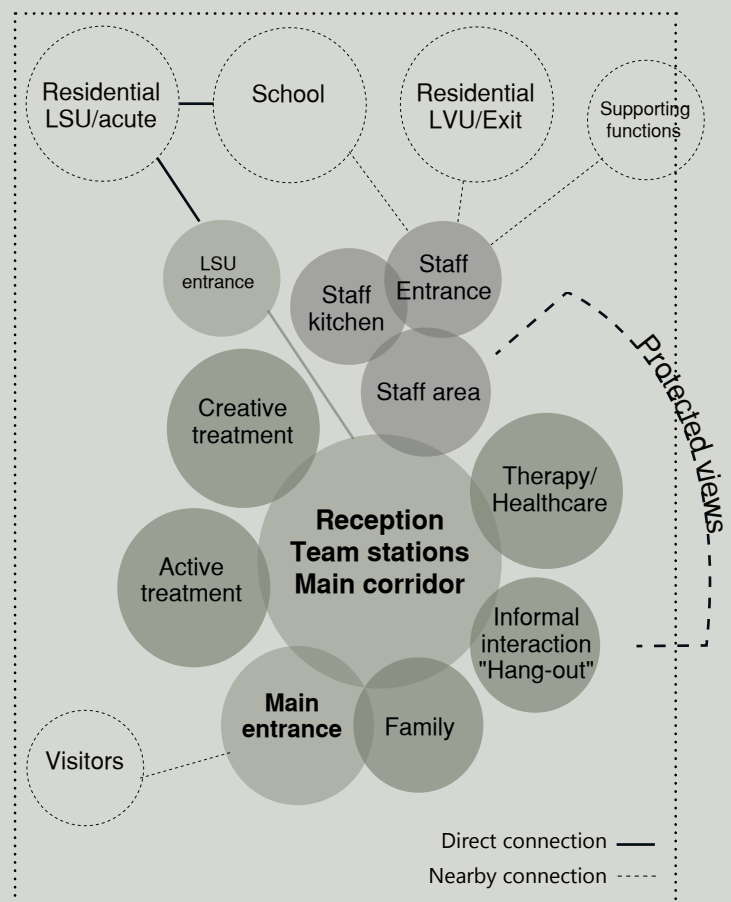 Residential
LSU/acute
School
Residential
LVU/Exit
Supporting
functions
LSU
entrance
Staff
kitchen
Staff
Entrance
Staff area
Protected views
Creative
treatment
Therapy/
Healthcare
Reception
Team stations
Main corridor
Active
treatment
Informal
interaction
"Hang-out"
Main
entrance
Family
Visitors
Direct connection
Nearby connection